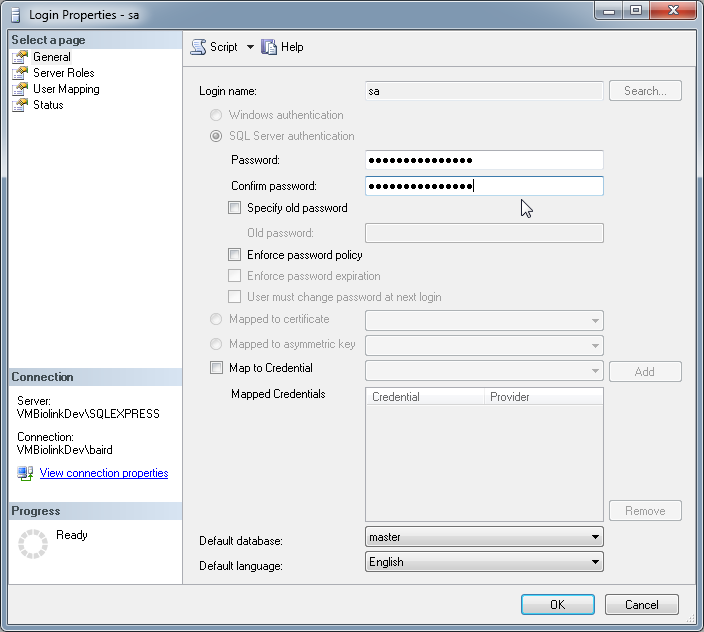 Login Properties - sa
Select a page
General
Server Roles
User Mapping
Status
Connection
Server:
VMBiolinkDev\SQLEXPRESS
Connection:
VMBiolinkDev\baird
View connection properties
Progress
Ready
Script
Help
Login name:
sa
Search...
Windows authentication
SQL Server authentication
Password:
●●●●●●●●●●●●●●●
Confirm password:
●●●●●●●●●●●●●●●
Specify old password
Old password:
Enforce password policy
Enforce password expiration
User must change password at next login
Mapped to certificate
Mapped to asymmetric key
Map to Credential
Add
Mapped Credentials
Credential Provider
Remove
Default database:
master
Default language:
English
OK
Cancel